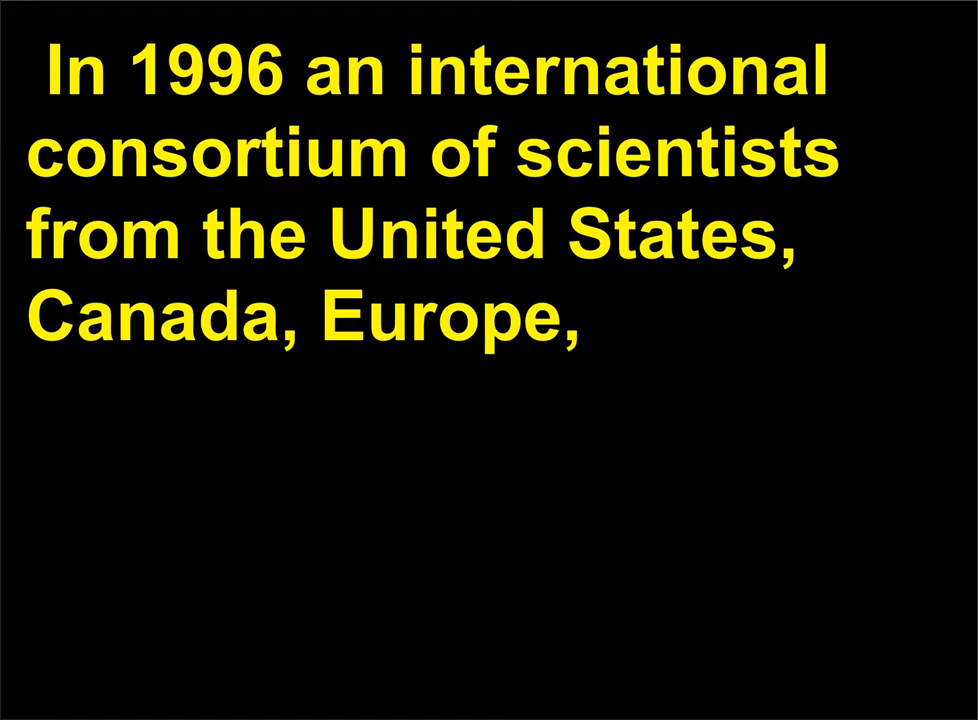 In 1996 an international
consortium of scientists
from the United States,
Canada, Europe,